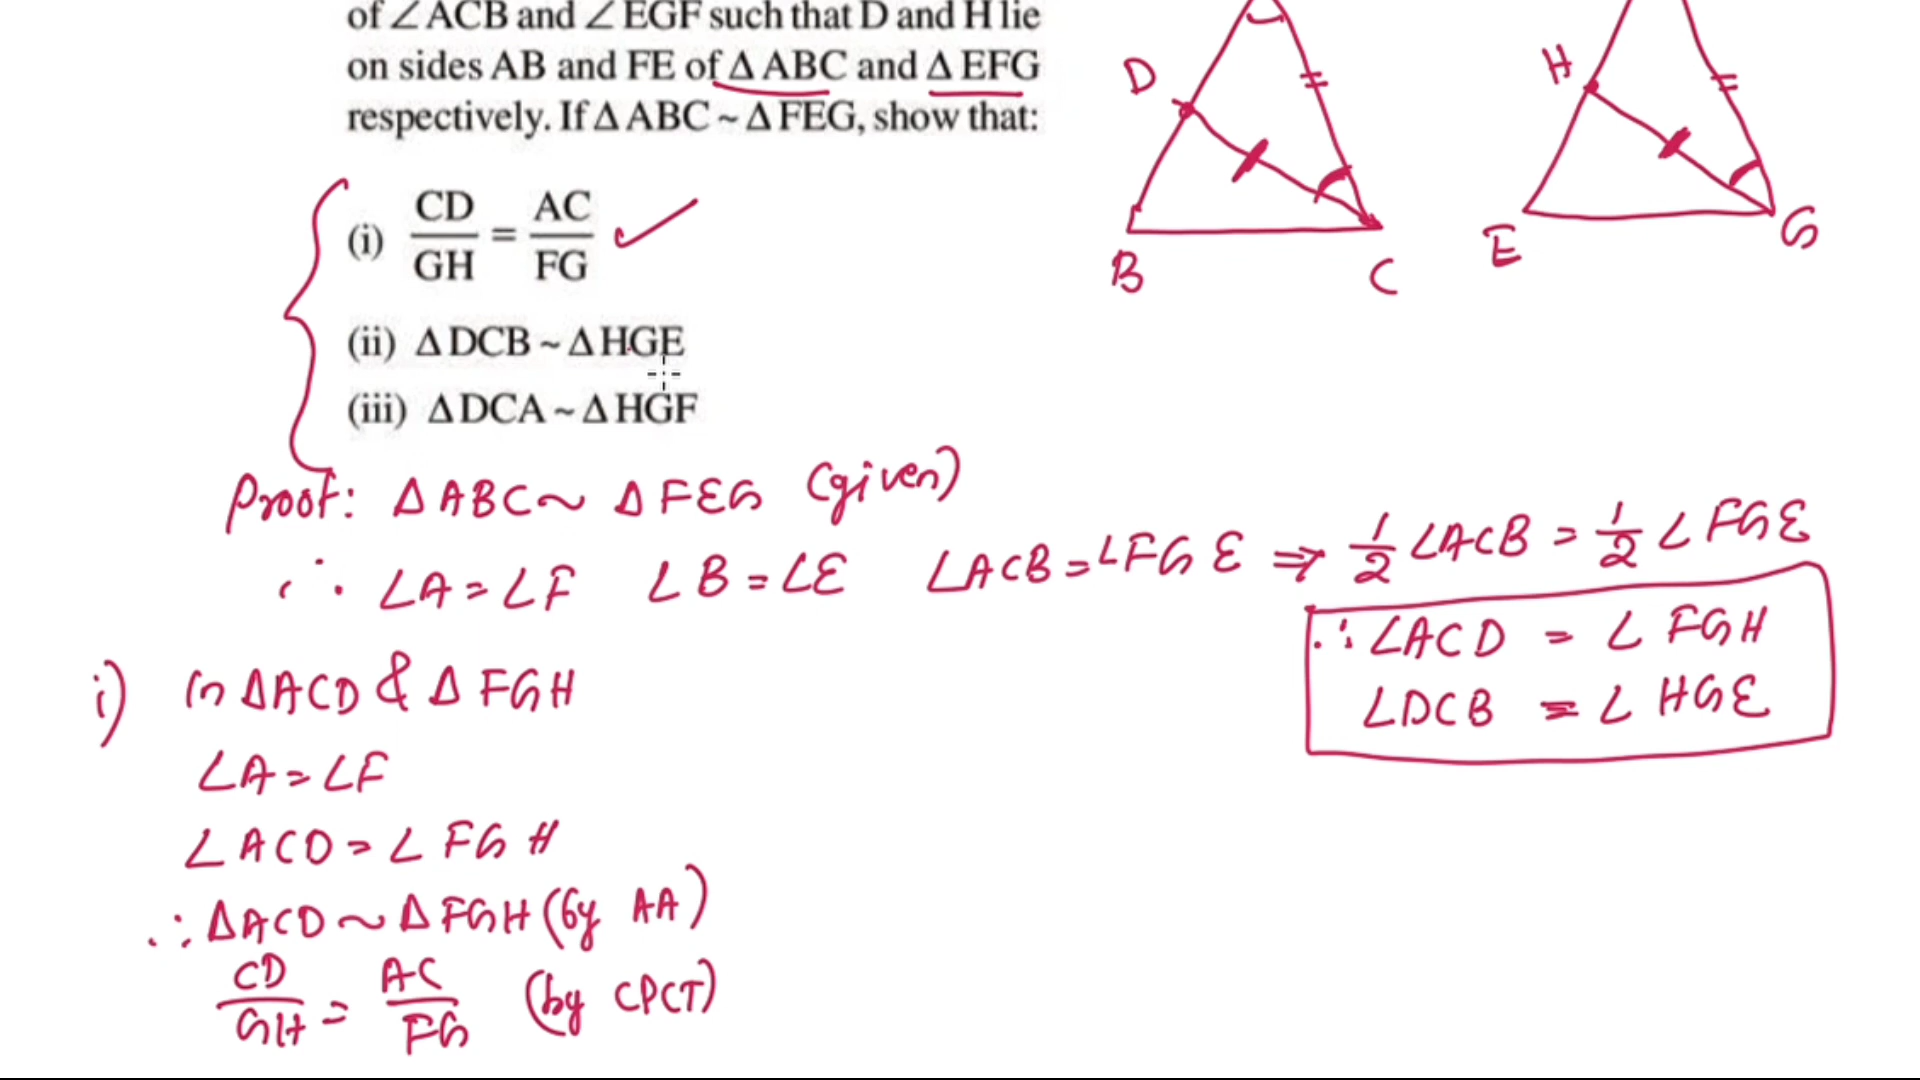 of ∠ACB and ∠EGF such that D and H lie
on sides AB and FE of ΔABC and ΔEFG
respectively. If ΔABC ~ ΔFEG, show that:
(i) CD/GH = AC/FG
(ii) ΔDCB ~ ΔHGE
(iii) ΔDCA ~ ΔHGF
D
B
C
H
E
G
Proof: ΔABC ~ ΔFEG (given)
∴ ∠A = ∠F ∠B = ∠E ∠ACB = ∠FGE ⇒ 1/2 ∠ACB = 1/2 ∠FGE
∴ ∠ACD = ∠FGH
∠DCB = ∠HGE
i) In ΔACD & ΔFGH
∠A = ∠F
∠ACD = ∠FGH
∴ ΔACD ~ ΔFGH (by AA)
CD/GH = AC/FG (by CPCT)